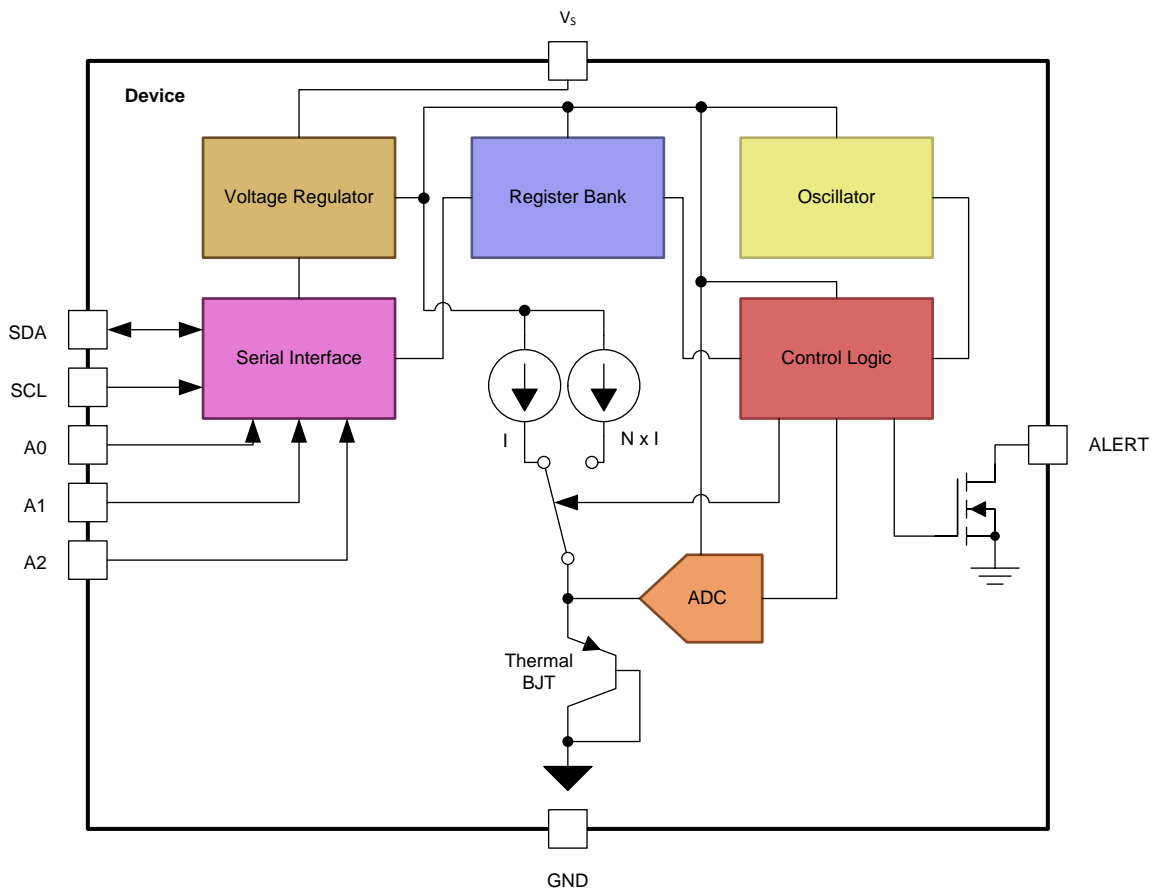 Vs
Device
Voltage Regulator
Register Bank
Oscillator
SDA
Serial Interface
Control Logic
SCL
A0
I
N x I
ALERT
A1
A2
ADC
Thermal
BJT
GND